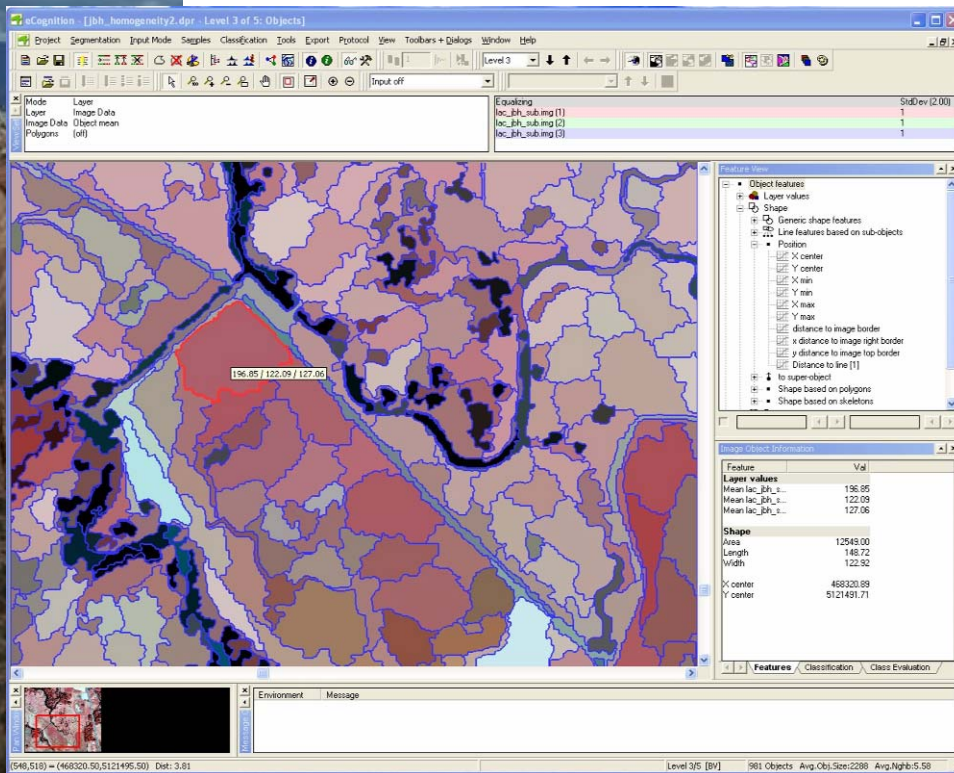 eCognition - [jbh_homogeneity2.dpr - Level 3 of 5: Objects]
Project Segmentation Input Mode Samples Classification Tools Export Protocol View Toolbars + Dialogs Window Help
Level 3
Input off
Mode Layer
Layer Image Data
Image Data Object mean
Polygons (off)
Equalizing StdDev (2.00)
lac_jbh_sub.img (1) 1
lac_jbh_sub.img (2) 1
lac_jbh_sub.img (3) 1
196.85 / 122.09 / 127.06
Feature View
Object features
Layer values
Shape
Generic shape features
Line features based on sub-objects
Position
X center
Y center
X min
Y min
X max
Y max
distance to image border
x distance to image right border
y distance to image top border
Distance to line [1]
to super-object
Shape based on polygons
Shape based on skeletons
Image Object Information
Feature Val
Layer values
Mean lac_jbh_s... 196.85
Mean lac_jbh_s... 122.09
Mean lac_jbh_s... 127.06
Shape
Area 12549.00
Length 148.72
Width 122.92
X center 468320.89
Y center 5121491.71
Features Classification Class Evaluation
Environment Message
(548,518) = (468320.50,5121495.50) Dist: 3.81
Level 3/5 [BV] 981 Objects Avg.Obj.Size:2288 Avg.Nghb:5.58